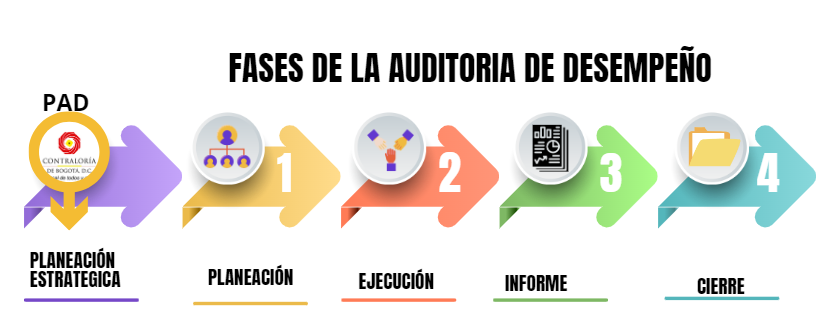 FASES DE LA AUDITORIA DE DESEMPEÑO
PAD
CONTRALORÍA
DE BOGOTÁ, D.C.
1
2
3
4
PLANEACIÓN
ESTRATEGICA
PLANEACIÓN
EJECUCIÓN
INFORME
CIERRE